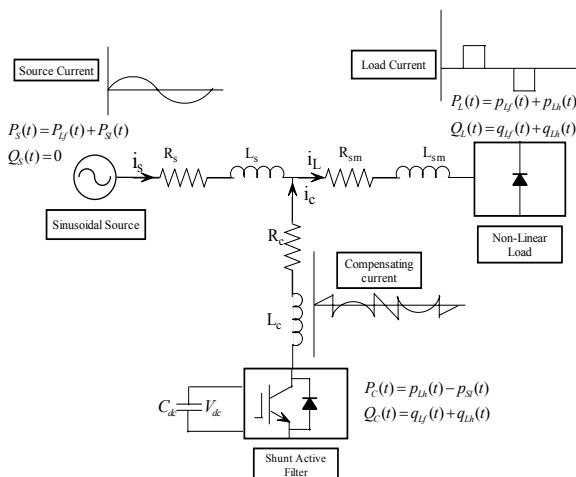 Source Current
Load Current
P_S(t) = P_Lf(t) + P_Sl(t)
Q_S(t) = 0
P_L(t) = p_Lf(t) + p_Lh(t)
Q_L(t) = q_Lf(t) + q_Lh(t)
i_s
R_s
L_s
i_L
R_sm
L_sm
i_c
Sinusoidal Source
Non-Linear
Load
R_c
Compensating
current
L_c
C_dc
V_dc
P_C(t) = p_Lh(t) − p_Sl(t)
Q_C(t) = q_Lf(t) + q_Lh(t)
Shunt Active
Filter